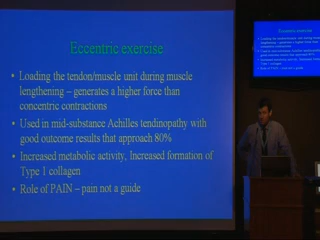 Eccentric exercise
• Loading the tendon/muscle unit during muscle
lengthening – generates a higher force than
concentric contractions
• Used in mid-substance Achilles tendinopathy with
good outcome results that approach 80%
• Increased metabolic activity, Increased formation of
Type 1 collagen
• Role of PAIN – pain not a guide
Eccentric exercise